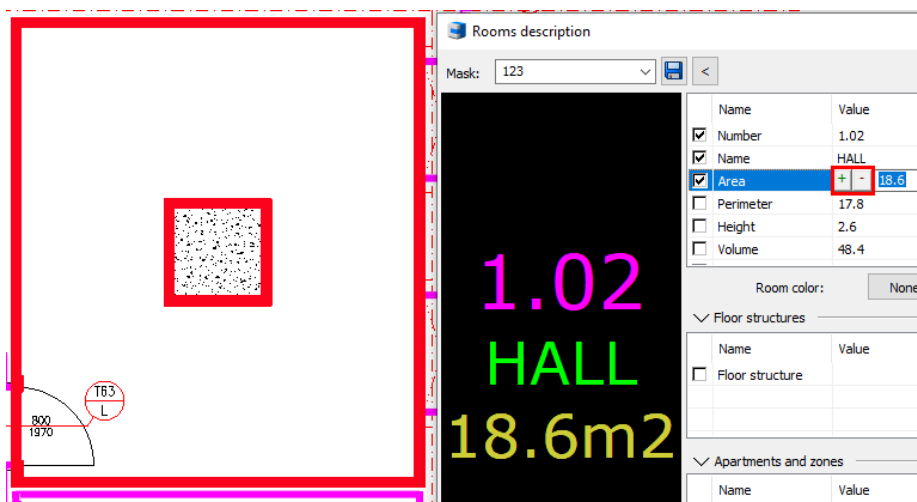 Rooms description
Mask: 123 <
Name Value
Number 1.02
Name HALL
Area + - 18.6
Perimeter 17.8
Height 2.6
Volume 48.4
Room color: None
Floor structures
Name Value
Floor structure
Apartments and zones
Name Value
1.02
HALL
18.6m2
T63
L
800
1970